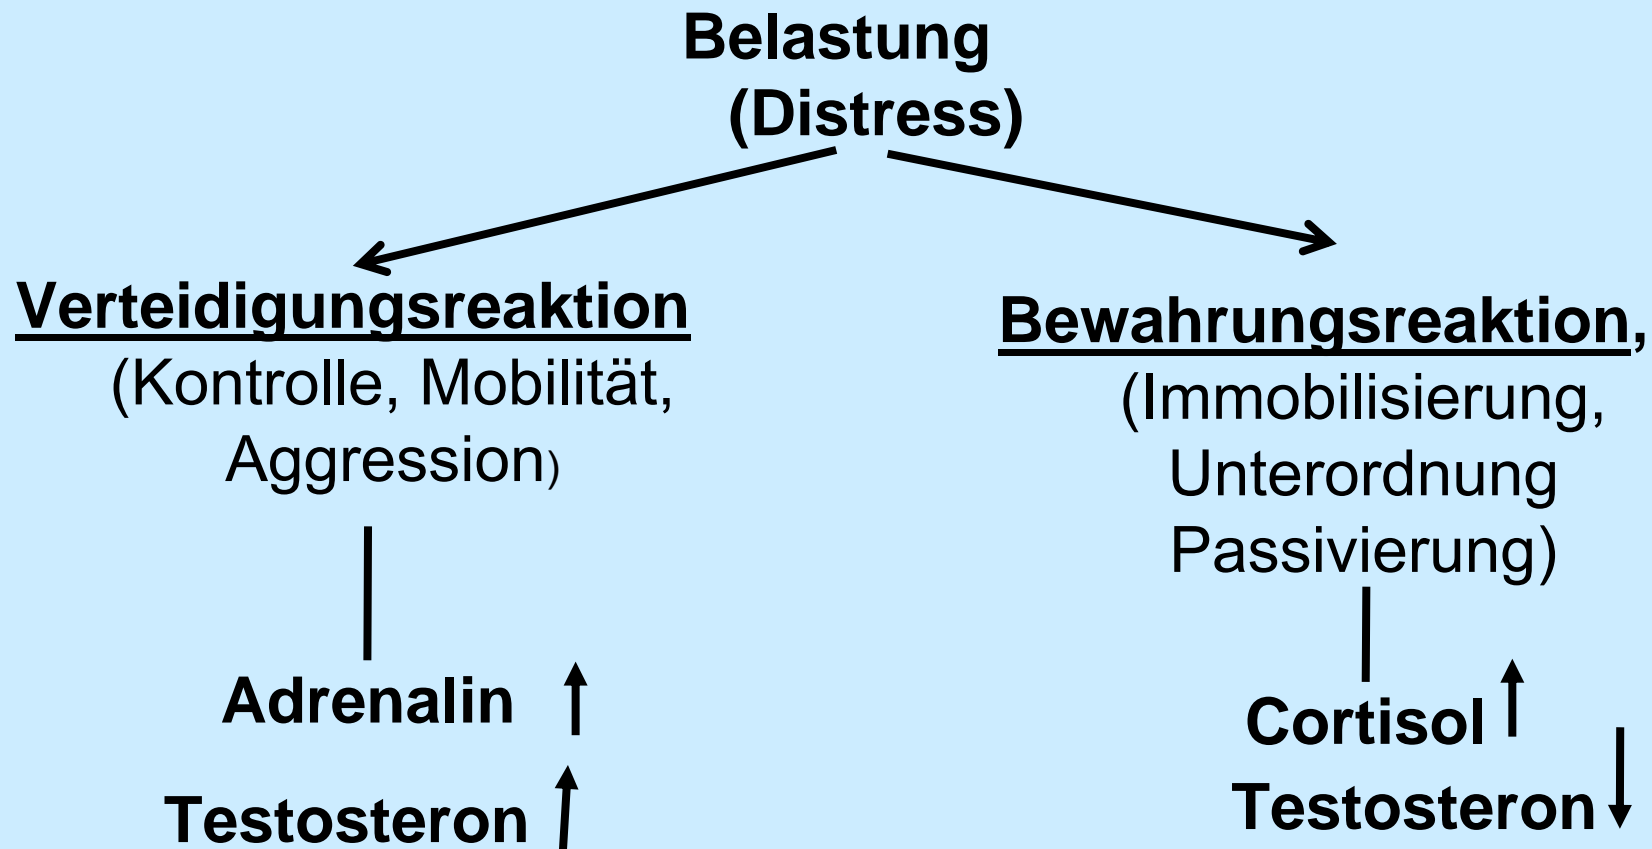 Belastung
(Distress)
Verteidigungsreaktion
(Kontrolle, Mobilität,
Aggression)
Adrenalin
Testosteron
Bewahrungsreaktion,
(Immobilisierung,
Unterordnung
Passivierung)
Cortisol
Testosteron